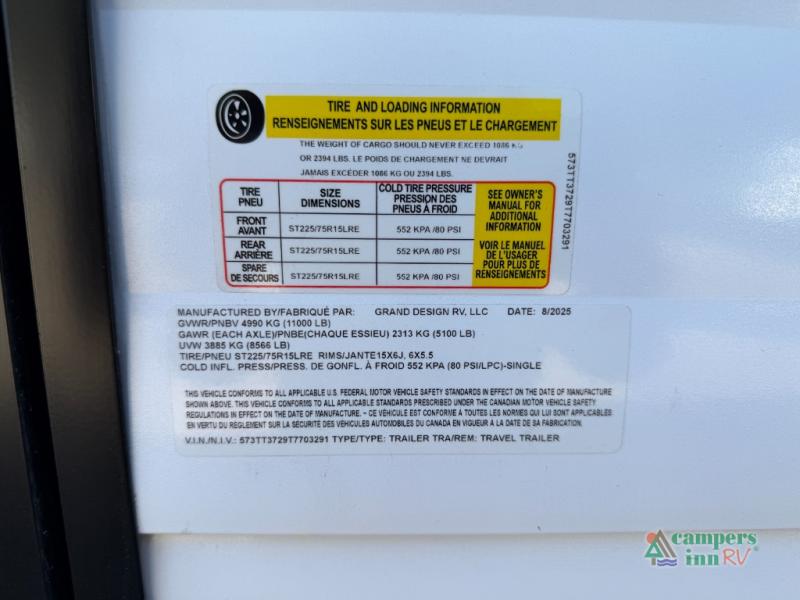 TIRE AND LOADING INFORMATION
RENSEIGNEMENTS SUR LES PNEUS ET LE CHARGEMENT
THE WEIGHT OF CARGO SHOULD NEVER EXCEED 1086 KG
OR 2394 LBS. LE POIDS DE CHARGEMENT NE DEVRAIT
JAMAIS EXCÉDER 1086 KG OU 2394 LBS.
TIRE
PNEU
SIZE
DIMENSIONS
COLD TIRE PRESSURE
PRESSION DES
PNEUS À FROID
FRONT
AVANT
ST225/75R15LRE
552 KPA /80 PSI
REAR
ARRIÈRE
ST225/75R15LRE
552 KPA /80 PSI
SPARE
DE SECOURS
ST225/75R15LRE
552 KPA /80 PSI
SEE OWNER'S
MANUAL FOR
ADDITIONAL
INFORMATION
VOIR LE MANUEL
DE L'USAGER
POUR PLUS DE
RENSEIGNEMENTS
573TT3729T7703291
MANUFACTURED BY/FABRIQUÉ PAR: GRAND DESIGN RV, LLC DATE: 8/2025
GVWR/PNBV 4990 KG (11000 LB)
GAWR (EACH AXLE)/PNBE(CHAQUE ESSIEU) 2313 KG (5100 LB)
UVW 3885 KG (8566 LB)
TIRE/PNEU ST225/75R15LRE RIMS/JANTE15X6J, 6X5.5
COLD INFL. PRESS/PRESS. DE GONFL. À FROID 552 KPA (80 PSI/LPC)-SINGLE
THIS VEHICLE CONFORMS TO ALL APPLICABLE U.S. FEDERAL MOTOR VEHICLE SAFETY STANDARDS IN EFFECT ON THE DATE OF MANUFACTURE
SHOWN ABOVE. THIS VEHICLE CONFORMS TO ALL APPLICABLE STANDARDS PRESCRIBED UNDER THE CANADIAN MOTOR VEHICLE SAFETY
REGULATIONS IN EFFECT ON THE DATE OF MANUFACTURE. - CE VÉHICULE EST CONFORME À TOUTES LES NORMES QUI LUI SONT APPLICABLES
EN VERTU DU RÈGLEMENT SUR LA SÉCURITÉ DES VÉHICULES AUTOMOBILES DU CANADA EN VIGUEUR À LA DATE DE SA FABRICATION.
V.I.N./N.I.V.: 573TT3729T7703291 TYPE/TYPE: TRAILER TRA/REM: TRAVEL TRAILER
campers
inn RV®